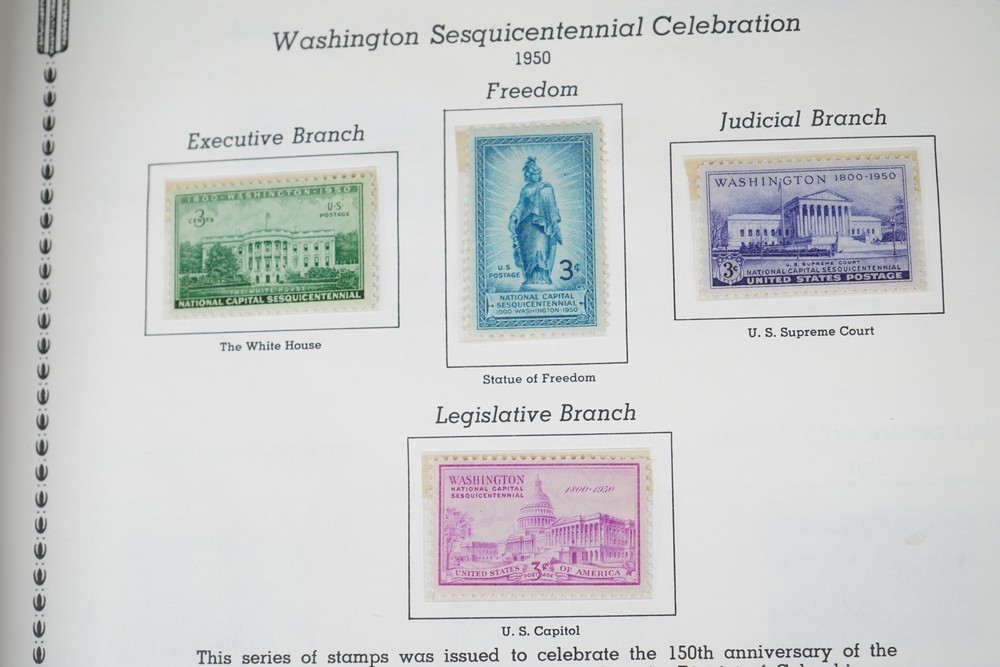 Washington Sesquicentennial Celebration
1950
Freedom
Executive Branch
Judicial Branch
1800-WASHINGTON-1950
3 CENTS
U·S
POSTAGE
THE·WHITE·HOUSE
NATIONAL CAPITAL SESQUICENTENNIAL
The White House
U.S.
POSTAGE
3¢
NATIONAL CAPITAL
SESQUICENTENNIAL
1800·WASHINGTON·1950
Statue of Freedom
WASHINGTON 1800-1950
U.S. SUPREME COURT
3¢
NATIONAL CAPITAL SESQUICENTENNIAL
UNITED STATES POSTAGE
U. S. Supreme Court
Legislative Branch
WASHINGTON
NATIONAL CAPITAL
SESQUICENTENNIAL
1800-1950
UNITED STATES 3¢ OF AMERICA
POSTAGE
U. S. Capitol
This series of stamps was issued to celebrate the 150th anniversary of the